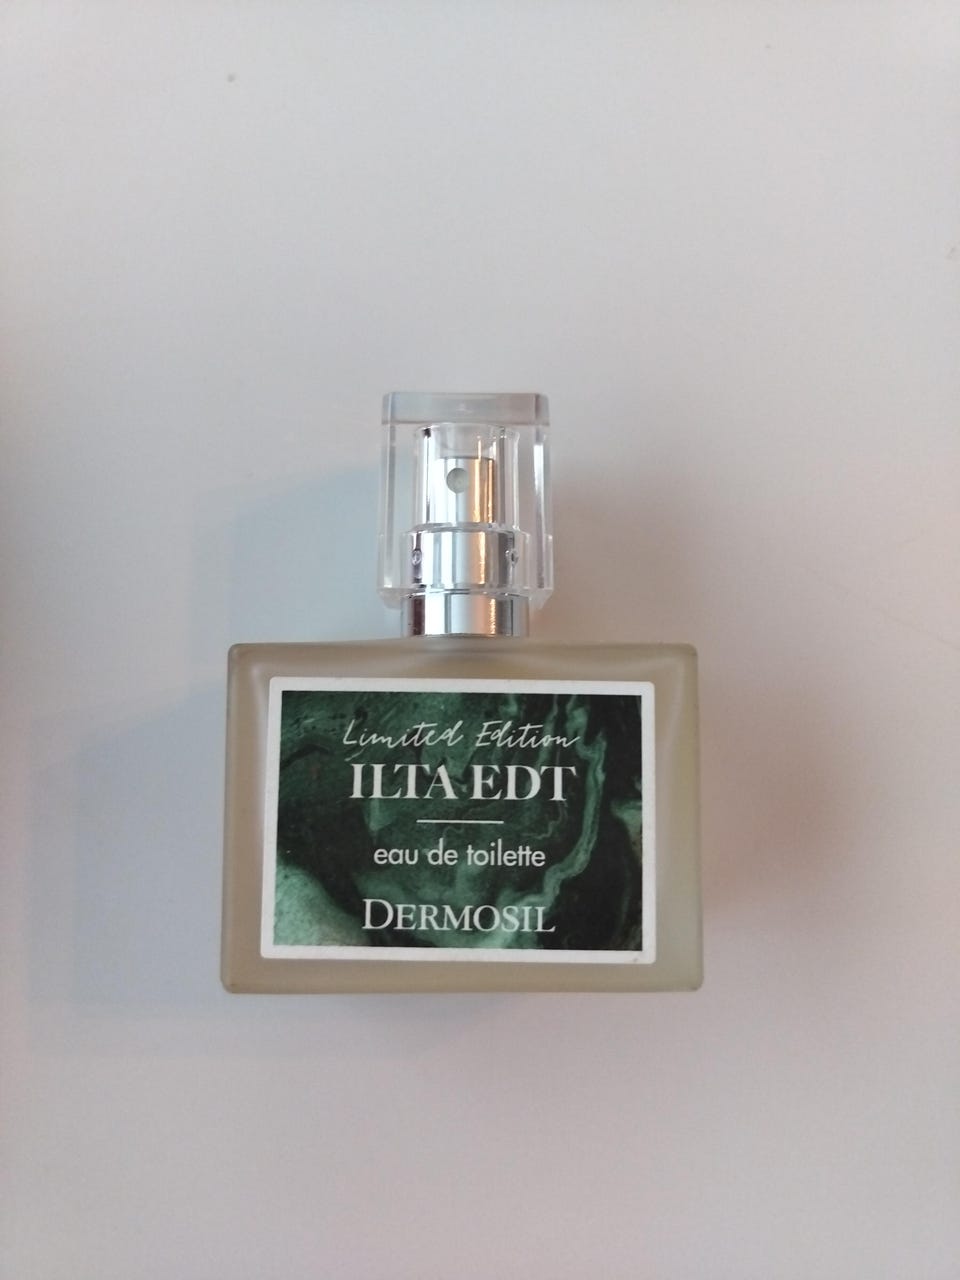 Limited Edition
ILTA EDT
eau de toilette
DERMOSIL